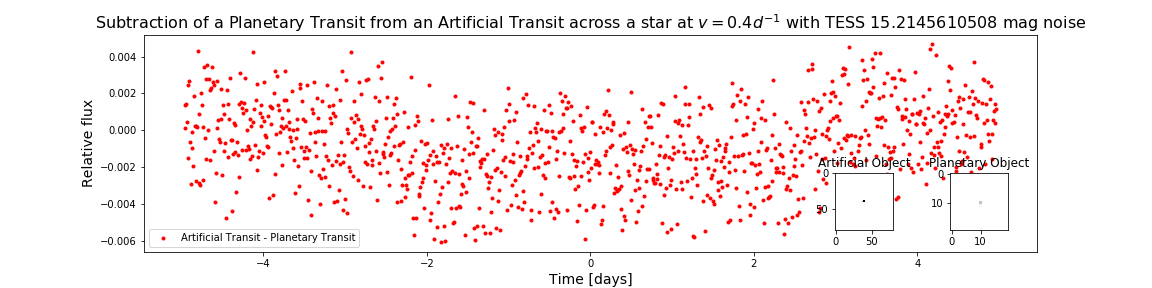 Subtraction of a Planetary Transit from an Artificial Transit across a star at v = 0.4d⁻¹ with TESS 15.2145610508 mag noise
Relative flux
0.004
0.002
0.000
−0.002
−0.004
−0.006
Artificial Transit - Planetary Transit
Artificial Object
0
50
0 50
Planetary Object
0
10
0 10
−4 −2 0 2 4
Time [days]